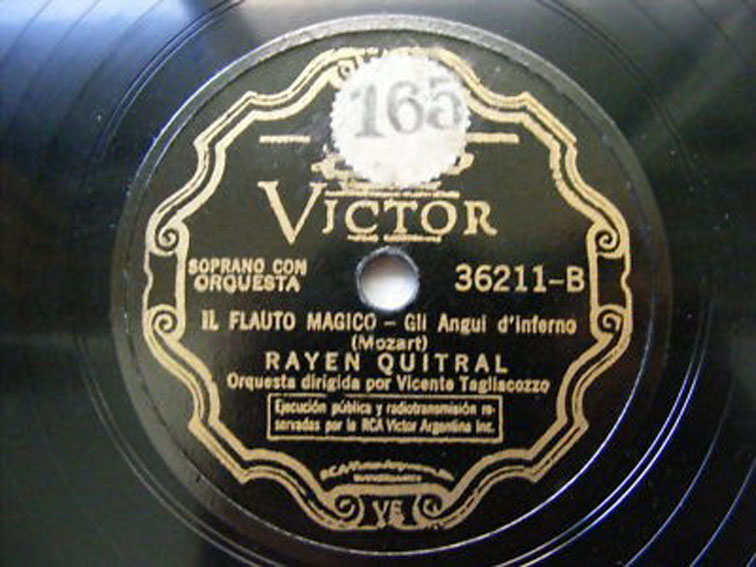 165
VICTOR
SOPRANO CON
ORQUESTA
36211-B
IL FLAUTO MAGICO - Gli Angui d'inferno
(Mozart)
RAYEN QUITRAL
Orquesta dirigida por Vicente Tagliacozzo
Ejecución pública y radiotransmisión re-
servadas por la RCA Victor Argentina Inc.
VE